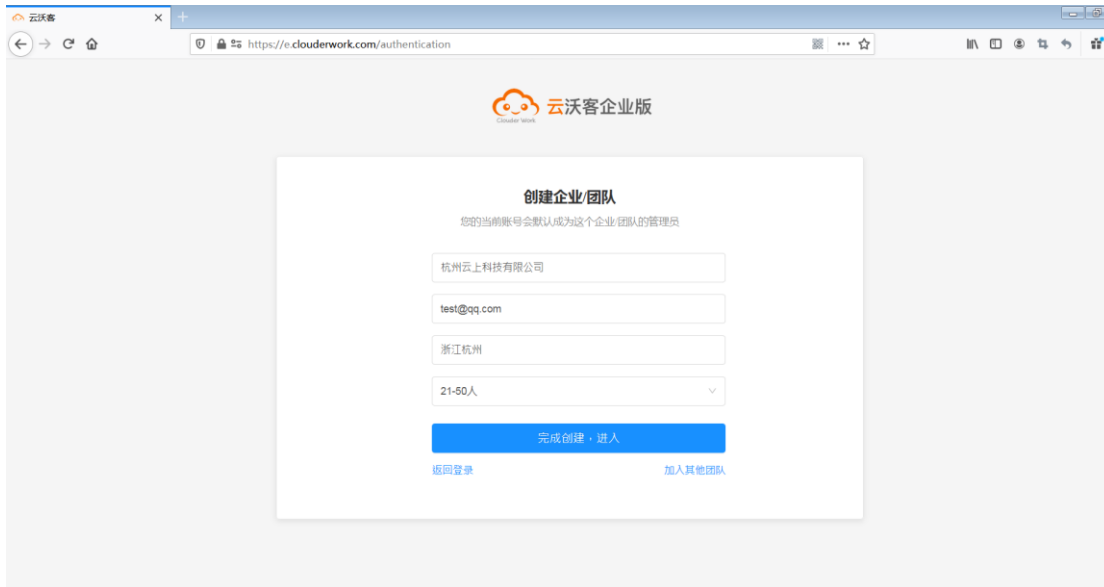 云沃客
https://e.clouderwork.com/authentication
云沃客企业版
Clouder Work
创建企业/团队
您的当前账号会默认成为这个企业/团队的管理员
杭州云上科技有限公司
test@qq.com
浙江杭州
21-50人
完成创建，进入
返回登录 加入其他团队